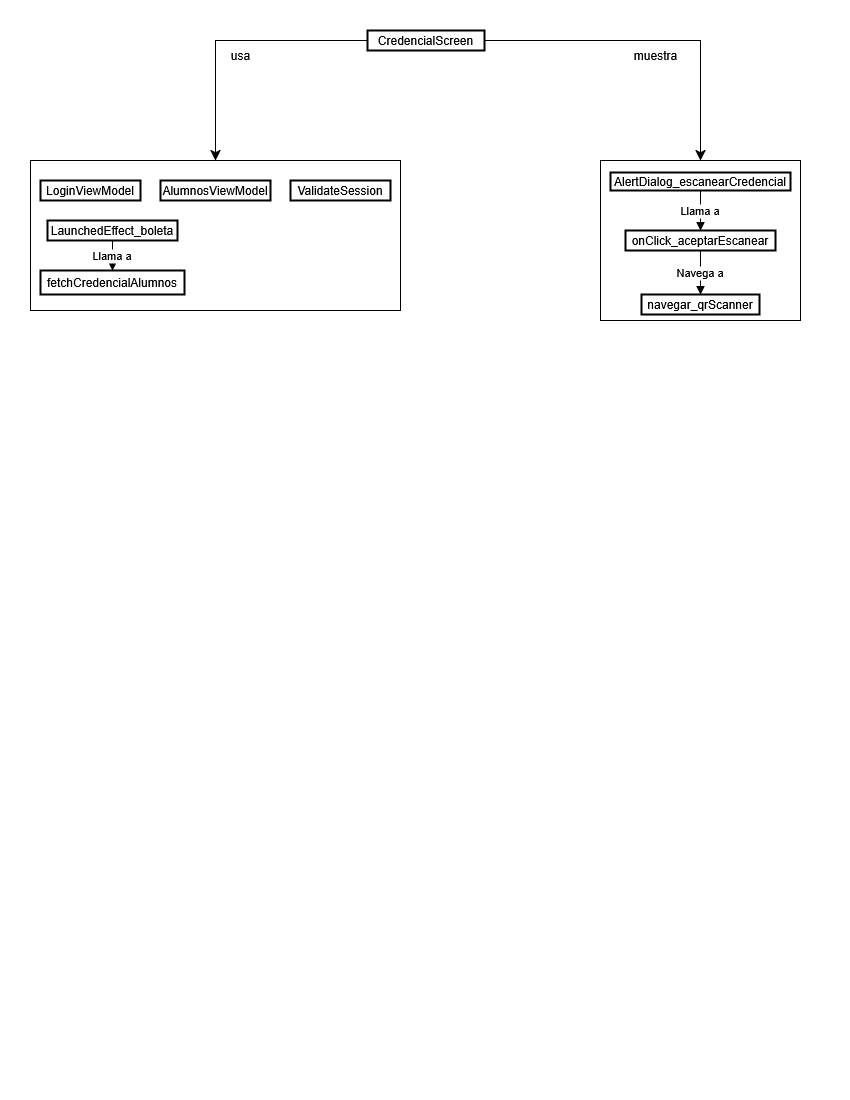 CredencialScreen
usa
muestra
LoginViewModel
AlumnosViewModel
ValidateSession
LaunchedEffect_boleta
Llama a
fetchCredencialAlumnos
AlertDialog_escanearCredencial
Llama a
onClick_aceptarEscanear
Navega a
navegar_qrScanner